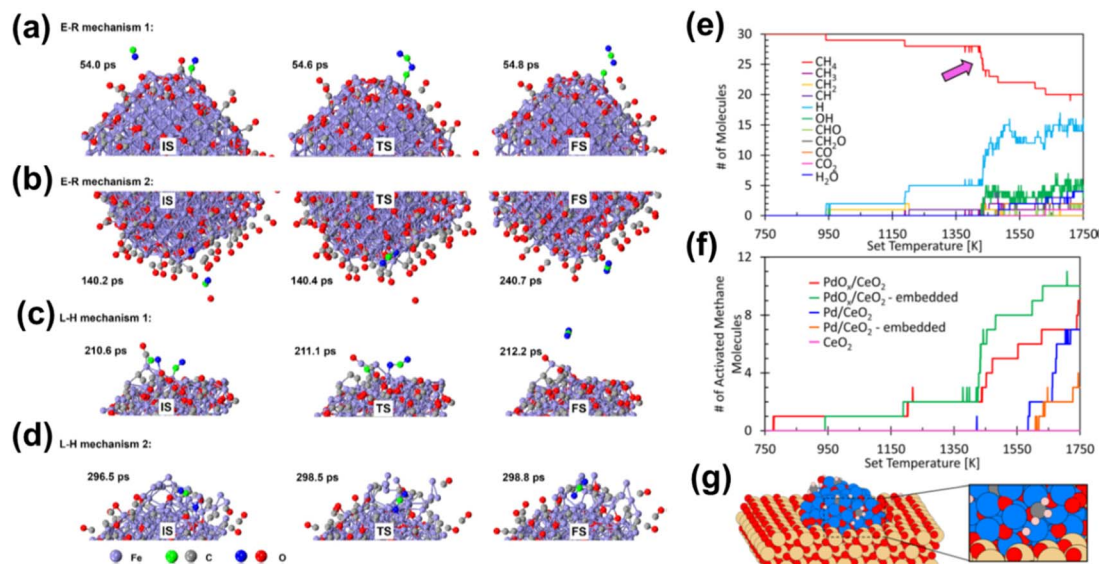 (a)
E-R mechanism 1:
54.0 ps
54.6 ps
54.8 ps
IS
TS
FS
(b)
E-R mechanism 2:
IS
TS
FS
140.2 ps
140.4 ps
240.7 ps
(c)
L-H mechanism 1:
210.6 ps
211.1 ps
212.2 ps
IS
TS
FS
(d)
L-H mechanism 2:
296.5 ps
298.5 ps
298.8 ps
IS
TS
FS
Fe
C
O
(e)
# of Molecules
30
25
20
15
10
5
0
CH4
CH3
CH2
CH
H
OH
CHO
CH2O
CO
CO2
H2O
750
950
1150
1350
1550
1750
Set Temperature [K]
(f)
# of Activated Methane
Molecules
12
10
8
6
4
2
0
PdOx/CeO2
PdOx/CeO2 - embedded
Pd/CeO2
Pd/CeO2 - embedded
CeO2
750
950
1150
1350
1550
1750
Set Temperature [K]
(g)